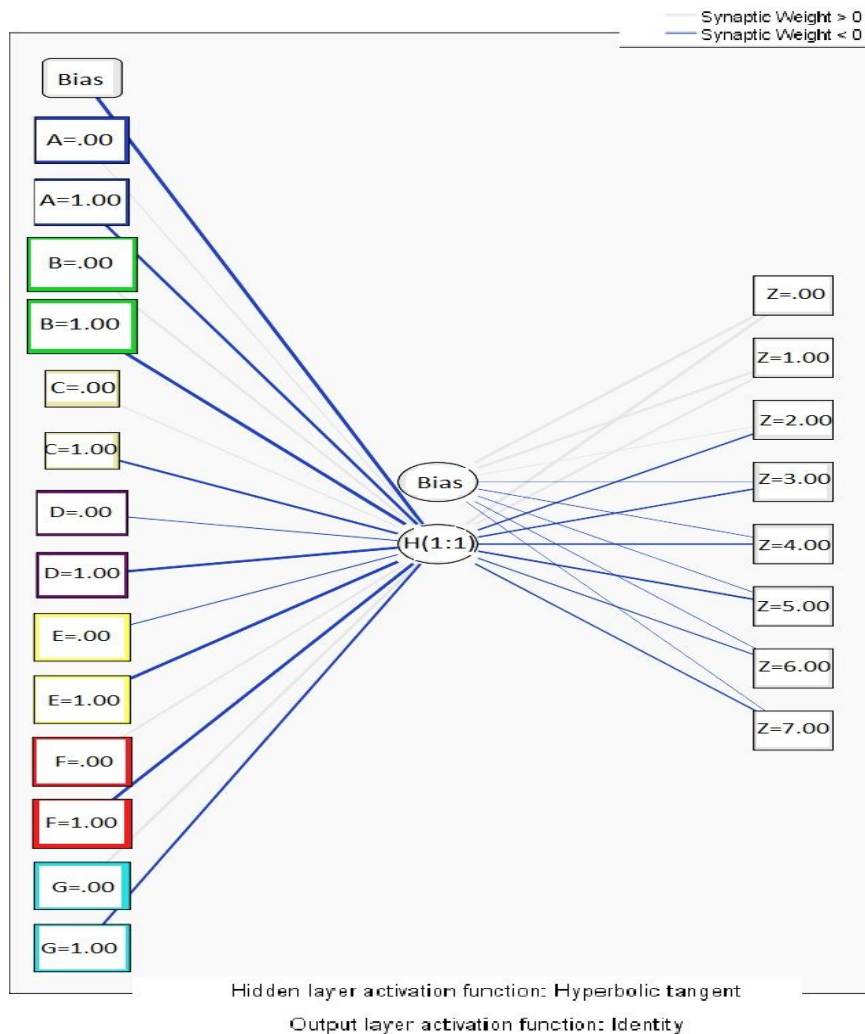 Synaptic Weight > 0
Synaptic Weight < 0
Bias
A=.00
A=1.00
B=.00
B=1.00
C=.00
C=1.00
D=.00
D=1.00
E=.00
E=1.00
F=.00
F=1.00
G=.00
G=1.00
Bias
H(1:1)
Z=.00
Z=1.00
Z=2.00
Z=3.00
Z=4.00
Z=5.00
Z=6.00
Z=7.00
Hidden layer activation function: Hyperbolic tangent
Output layer activation function: Identity